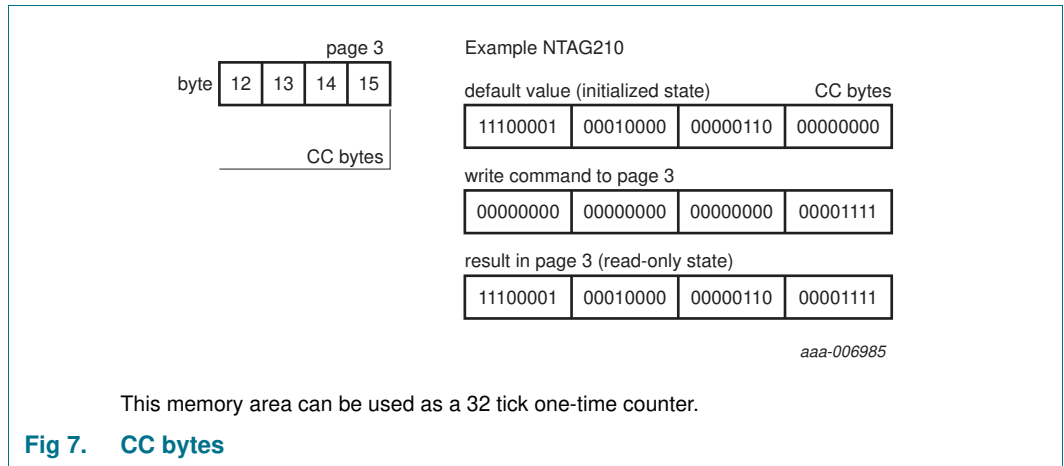 page 3
byte 12 13 14 15
CC bytes
Example NTAG210
default value (initialized state) CC bytes
11100001 00010000 00000110 00000000
write command to page 3
00000000 00000000 00000000 00001111
result in page 3 (read-only state)
11100001 00010000 00000110 00001111
aaa-006985
This memory area can be used as a 32 tick one-time counter.
Fig 7. CC bytes